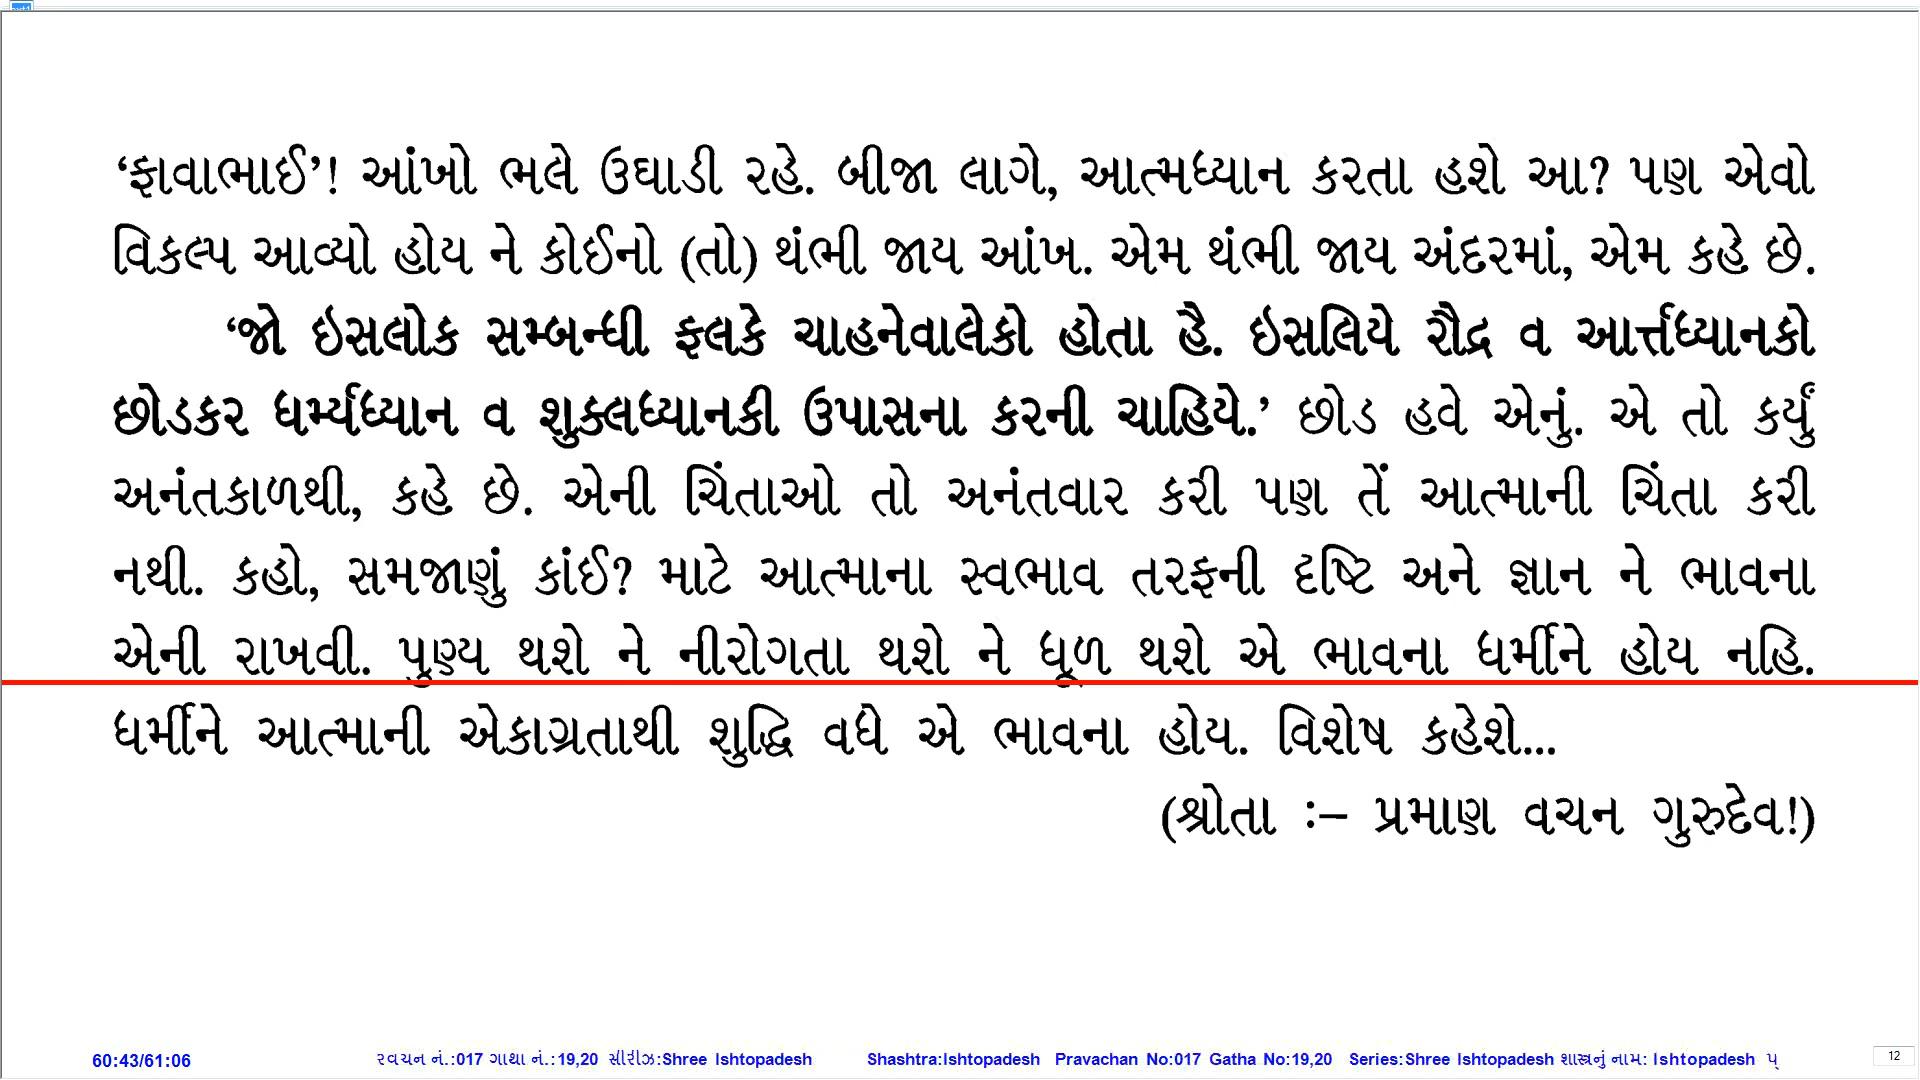 ‘ફાવાભાઈ’! આંખો ભલે ઉઘાડી રહે. બીજા લાગે, આત્મધ્યાન કરતા હશે આ? પણ એવો
વિકલ્પ આવ્યો હોય ને કોઈનો (તો) થંભી જાય આંખ. એમ થંભી જાય અંદરમાં, એમ કહે છે.
‘જો ઇસલોક સમ્બન્ધી ફલકે ચાહનેવાલેકો હોતા હૈ. ઇસલિયે રૌદ્ર વ આર્ત્તધ્યાનકો
છોડકર ધર્મ્યધ્યાન વ શુક્લધ્યાનકી ઉપાસના કરની ચાહિયે.’ છોડ હવે એનું. એ તો કર્યું
અનંતકાળથી, કહે છે. એની ચિંતાઓ તો અનંતવાર કરી પણ તેં આત્માની ચિંતા કરી
નથી. કહો, સમજાણું કાંઈ? માટે આત્માના સ્વભાવ તરફની દૃષ્ટિ અને જ્ઞાન ને ભાવના
એની રાખવી. પુણ્ય થશે ને નીરોગતા થશે ને ધૂળ થશે એ ભાવના ધર્મીને હોય નહિ.
ધર્મીને આત્માની એકાગ્રતાથી શુદ્ધિ વધે એ ભાવના હોય. વિશેષ કહેશે...
(શ્રોતા :– પ્રમાણ વચન ગુરુદેવ!)
60:43/61:06 રવચન નં.:017 ગાથા નં.:19,20 સીરીઝ:Shree Ishtopadesh Shashtra:Ishtopadesh Pravachan No:017 Gatha No:19,20 Series:Shree Ishtopadesh શાસ્ત્રનું નામ: Ishtopadesh પ્ 12